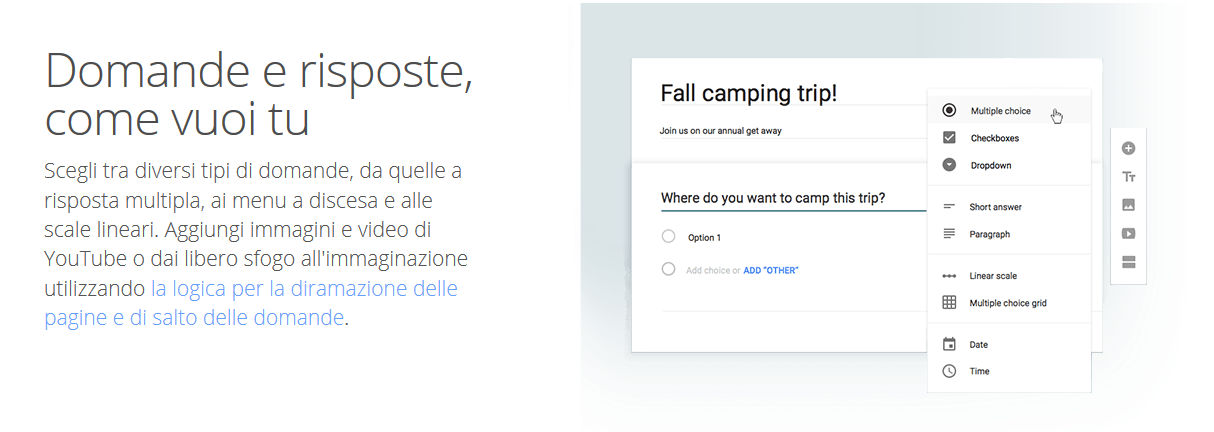 Domande e risposte,
come vuoi tu
Scegli tra diversi tipi di domande, da quelle a
risposta multipla, ai menu a discesa e alle
scale lineari. Aggiungi immagini e video di
YouTube o dai libero sfogo all'immaginazione
utilizzando la logica per la diramazione delle
pagine e di salto delle domande.
Fall camping trip!
Join us on our annual get away
Where do you want to camp this trip?
Option 1
Add choice or ADD "OTHER"
Multiple choice
Checkboxes
Dropdown
Short answer
Paragraph
Linear scale
Multiple choice grid
Date
Time
Tт